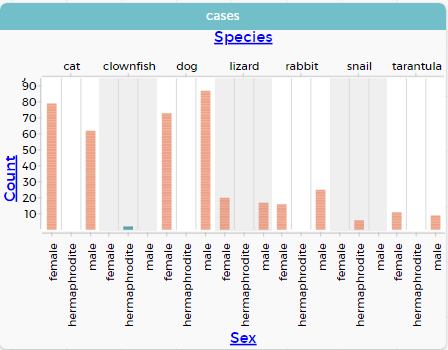 cases
Species
cat clownfish dog lizard rabbit snail tarantula
90
80
70
60
50
40
30
20
10
Count
female hermaphrodite male female hermaphrodite male female hermaphrodite male female hermaphrodite male female hermaphrodite male female hermaphrodite male female hermaphrodite male
Sex